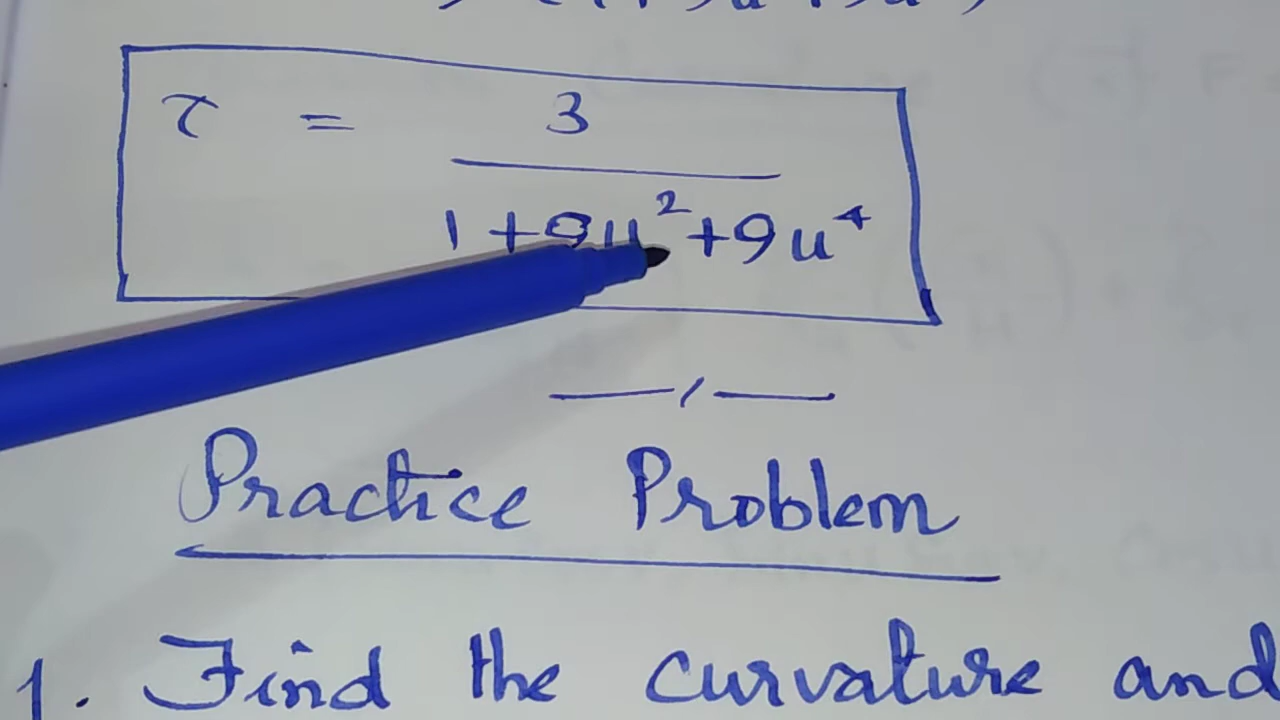 τ = 3
1 + 9u² + 9u⁴
Practice Problem
1. Find the curvature and